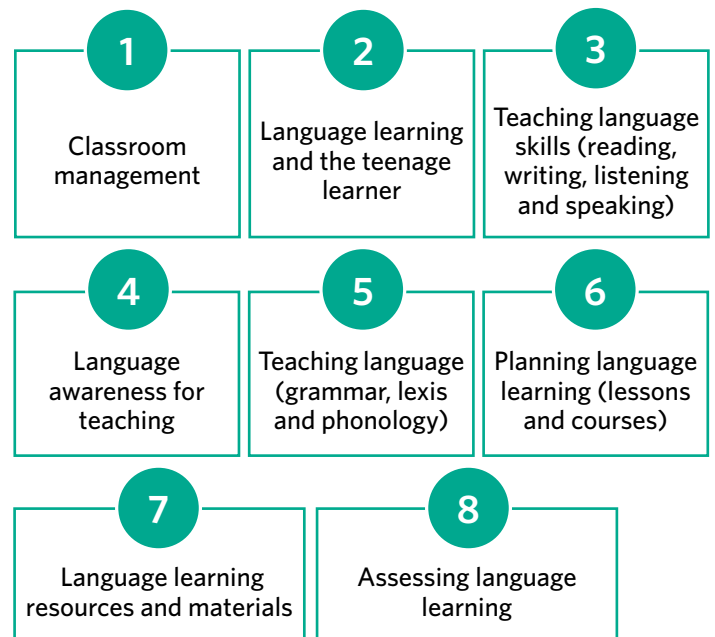 1
Classroom
management
2
Language learning
and the teenage
learner
3
Teaching language
skills (reading,
writing, listening
and speaking)
4
Language
awareness for
teaching
5
Teaching language
(grammar, lexis
and phonology)
6
Planning language
learning (lessons
and courses)
7
Language learning
resources and materials
8
Assessing language
learning